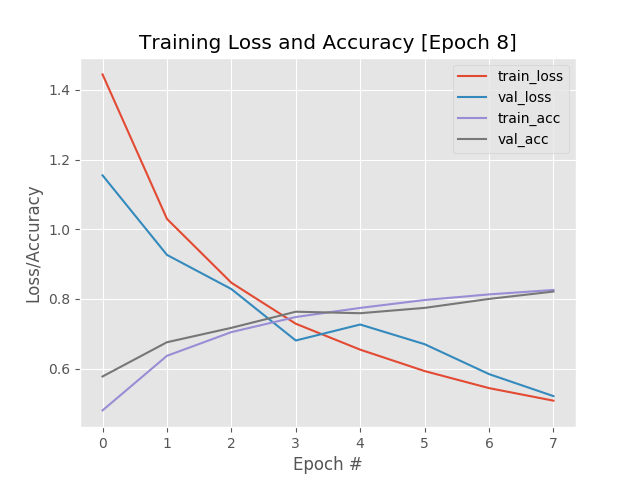 Training Loss and Accuracy [Epoch 8]
train_loss
val_loss
train_acc
val_acc
1.4
1.2
1.0
0.8
0.6
Loss/Accuracy
0 1 2 3 4 5 6 7
Epoch #